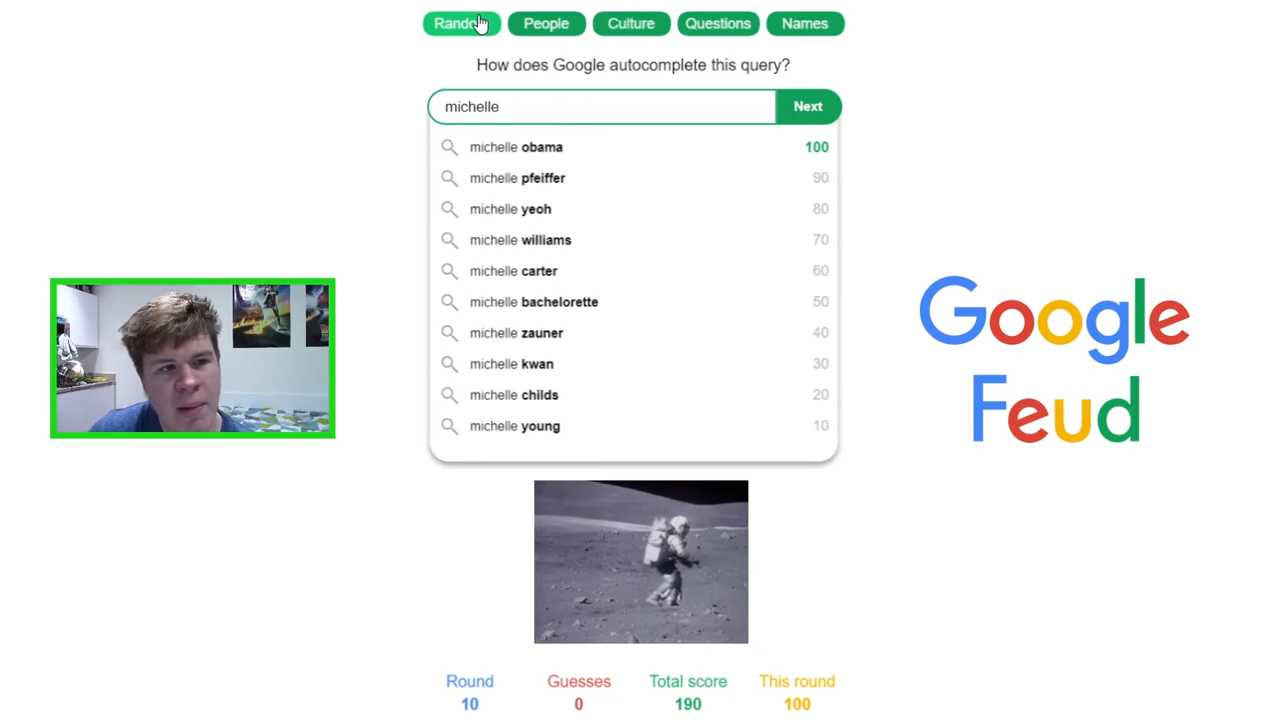 Rando
People
Culture
Questions
Names
How does Google autocomplete this query?
michelle
Next
michelle obama 100
michelle pfeiffer 90
michelle yeoh 80
michelle williams 70
michelle carter 60
michelle bachelorette 50
michelle zauner 40
michelle kwan 30
michelle childs 20
michelle young 10
Google
Feud
Round
Guesses
Total score
This round
10
0
190
100